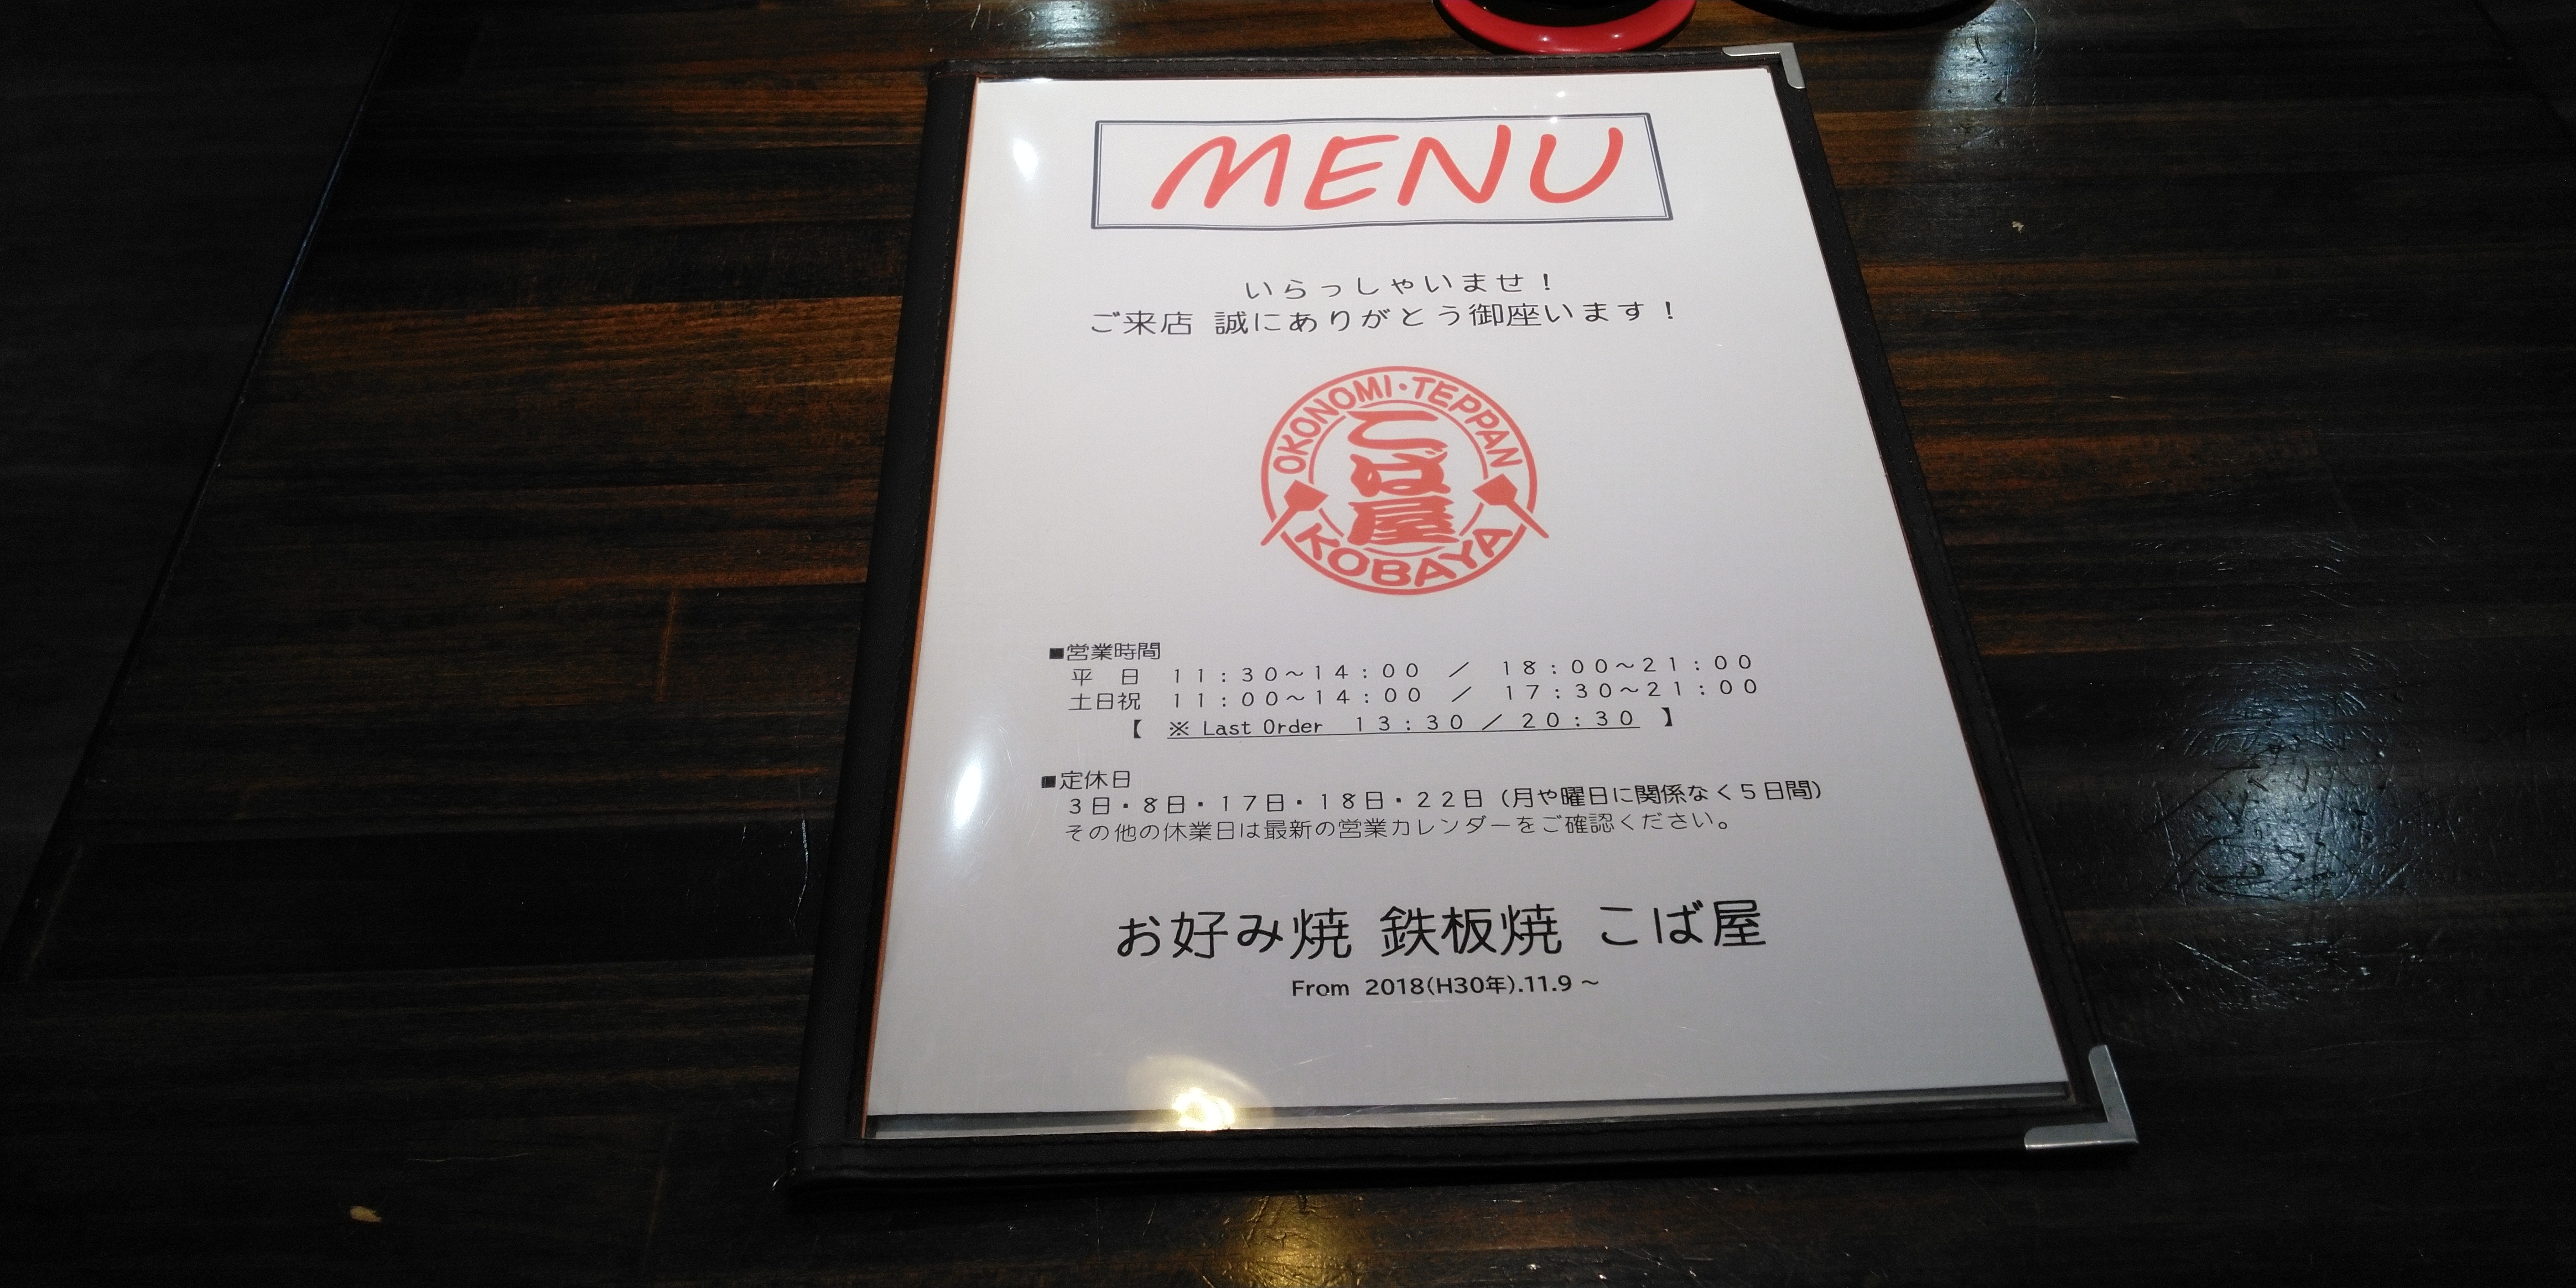 MENU
いらっしゃいませ！
ご来店 誠にありがとう御座います！
OKONOMI・TEPPAN
こば屋
KOBAYA
■営業時間
平　日　１１：３０～１４：００　／　１８：００～２１：００
土日祝　１１：００～１４：００　／　１７：３０～２１：００
【　※ Last Order　１３：３０ ／ ２０：３０　】
■定休日
３日・８日・１７日・１８日・２２日（月や曜日に関係なく５日間）
その他の休業日は最新の営業カレンダーをご確認ください。
お好み焼 鉄板焼 こば屋
From 2018(H30年).11.9 ～